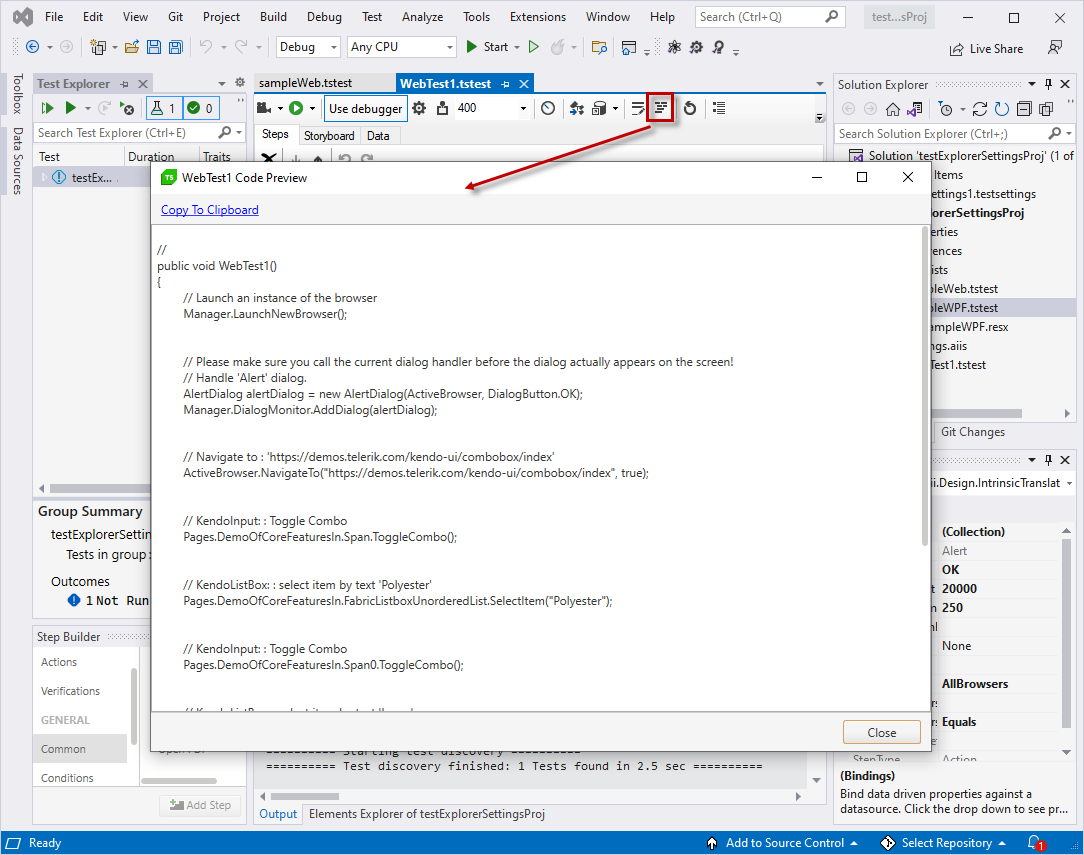 File Edit View Git Project Build Debug Test Analyze Tools Extensions Window Help Search (Ctrl+Q) test...sProj
Debug Any CPU Start Live Share
Toolbox
Data Sources
Test Explorer
1 0
Search Test Explorer (Ctrl+E)
Test Duration Traits
testEx...
sampleWeb.tstest WebTest1.tstest
Use debugger 400
Steps Storyboard Data
Solution Explorer
Search Solution Explorer (Ctrl+;)
Solution 'testExplorerSettingsProj' (1 of
Items
ettings1.testsettings
orerSettingsProj
erties
rences
ists
leWeb.tstest
leWPF.tstest
ampleWPF.resx
ngs.aiis
Test1.tstest
Git Changes
TS WebTest1 Code Preview
Copy To Clipboard
//
public void WebTest1()
{
// Launch an instance of the browser
Manager.LaunchNewBrowser();
// Please make sure you call the current dialog handler before the dialog actually appears on the screen!
// Handle 'Alert' dialog.
AlertDialog alertDialog = new AlertDialog(ActiveBrowser, DialogButton.OK);
Manager.DialogMonitor.AddDialog(alertDialog);
// Navigate to : 'https://demos.telerik.com/kendo-ui/combobox/index'
ActiveBrowser.NavigateTo("https://demos.telerik.com/kendo-ui/combobox/index", true);
// KendoInput: : Toggle Combo
Pages.DemoOfCoreFeaturesIn.Span.ToggleCombo();
// KendoListBox: : select item by text 'Polyester'
Pages.DemoOfCoreFeaturesIn.FabricListboxUnorderedList.SelectItem("Polyester");
// KendoInput: : Toggle Combo
Pages.DemoOfCoreFeaturesIn.Span0.ToggleCombo();
Close
Group Summary
testExplorerSettin
Tests in group:
Outcomes
1 Not Run
Step Builder
Actions
Verifications
GENERAL
Common
Conditions
Add Step
ii.Design.IntrinsicTranslat
(Collection)
Alert
OK
20000
250
None
AllBrowsers
Equals
StepType Action
(Bindings)
Bind data driven properties against a
datasource. Click the drop down to see pr...
========== Starting test discovery ==========
========== Test discovery finished: 1 Tests found in 2.5 sec ==========
Output Elements Explorer of testExplorerSettingsProj
Ready Add to Source Control Select Repository 1